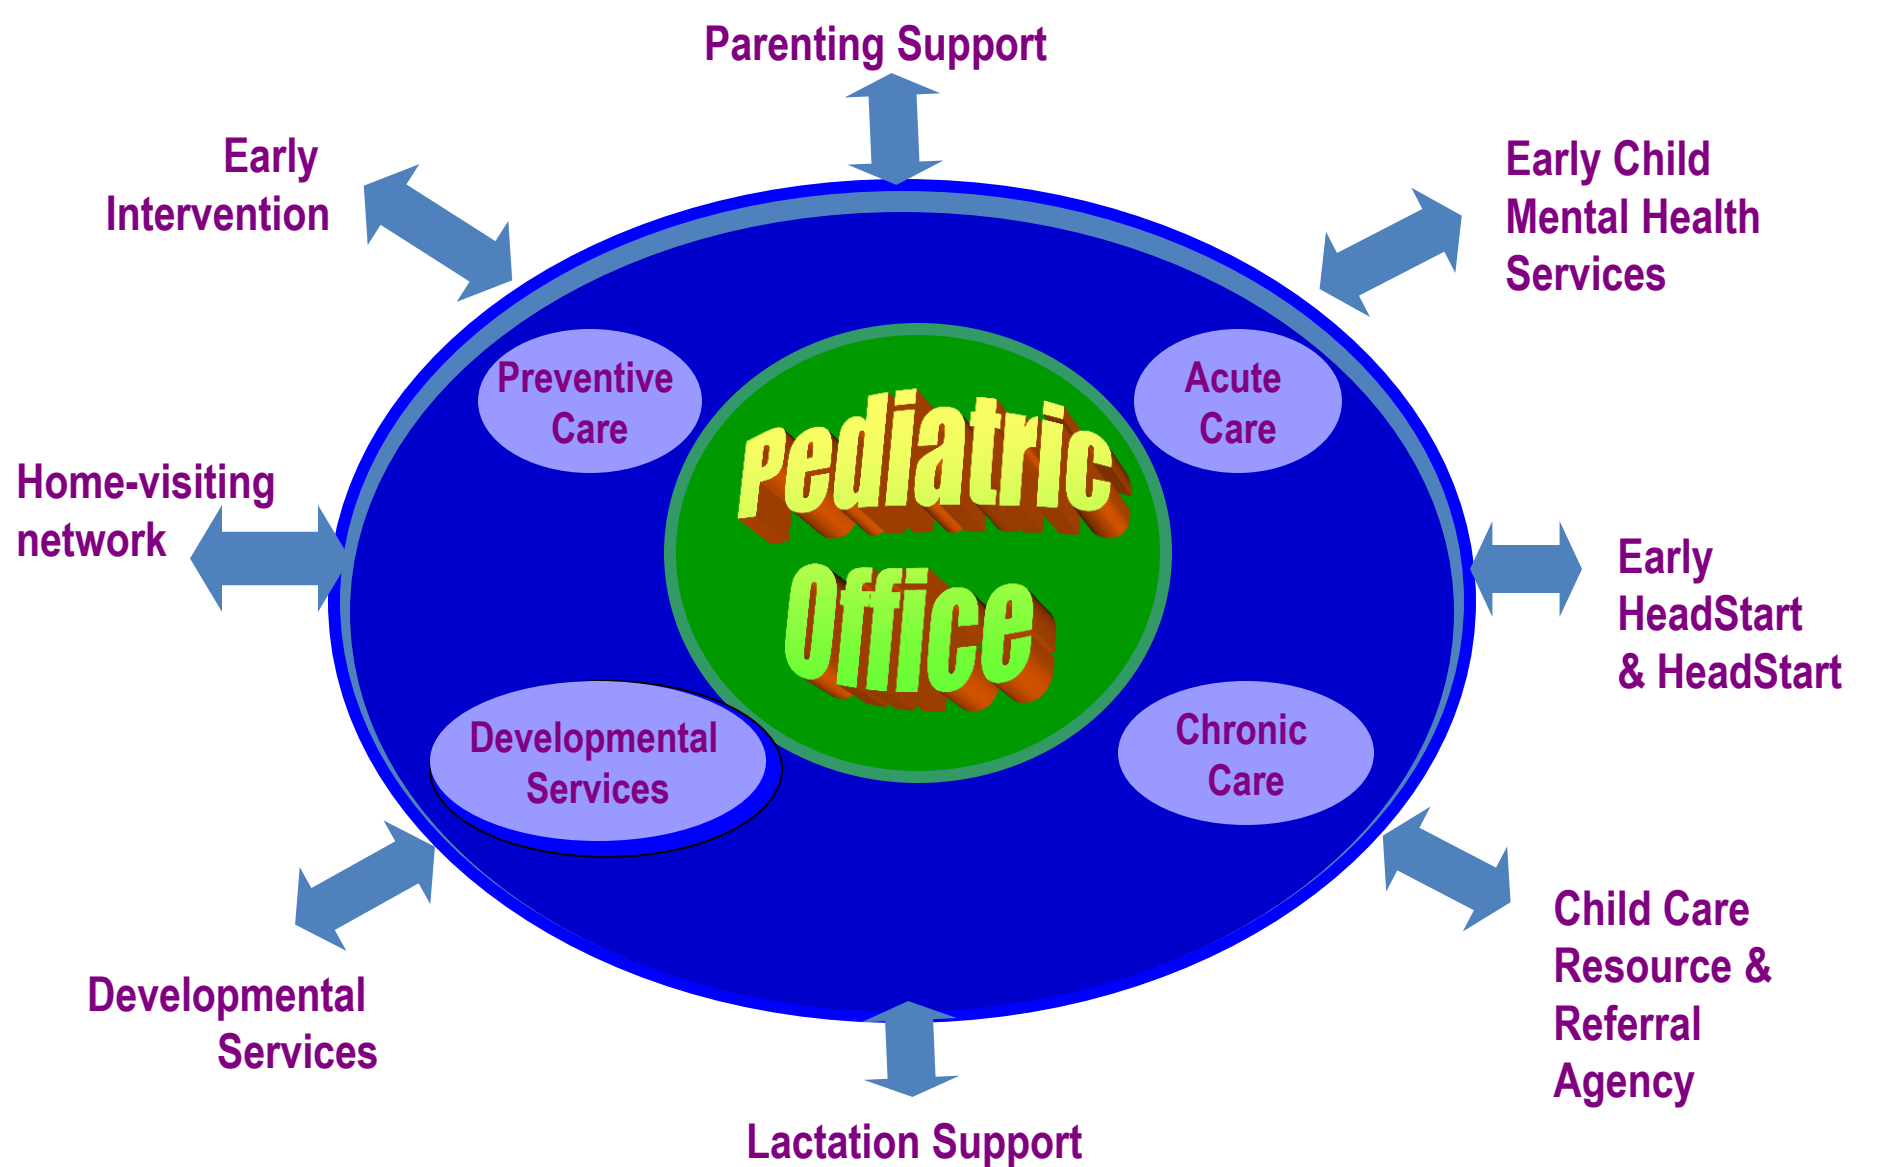 Parenting Support
Early
Intervention
Early Child
Mental Health
Services
Preventive
Care
Acute
Care
Pediatric
Office
Home-visiting
network
Early
HeadStart
& HeadStart
Developmental
Services
Chronic
Care
Developmental
Services
Child Care
Resource &
Referral
Agency
Lactation Support